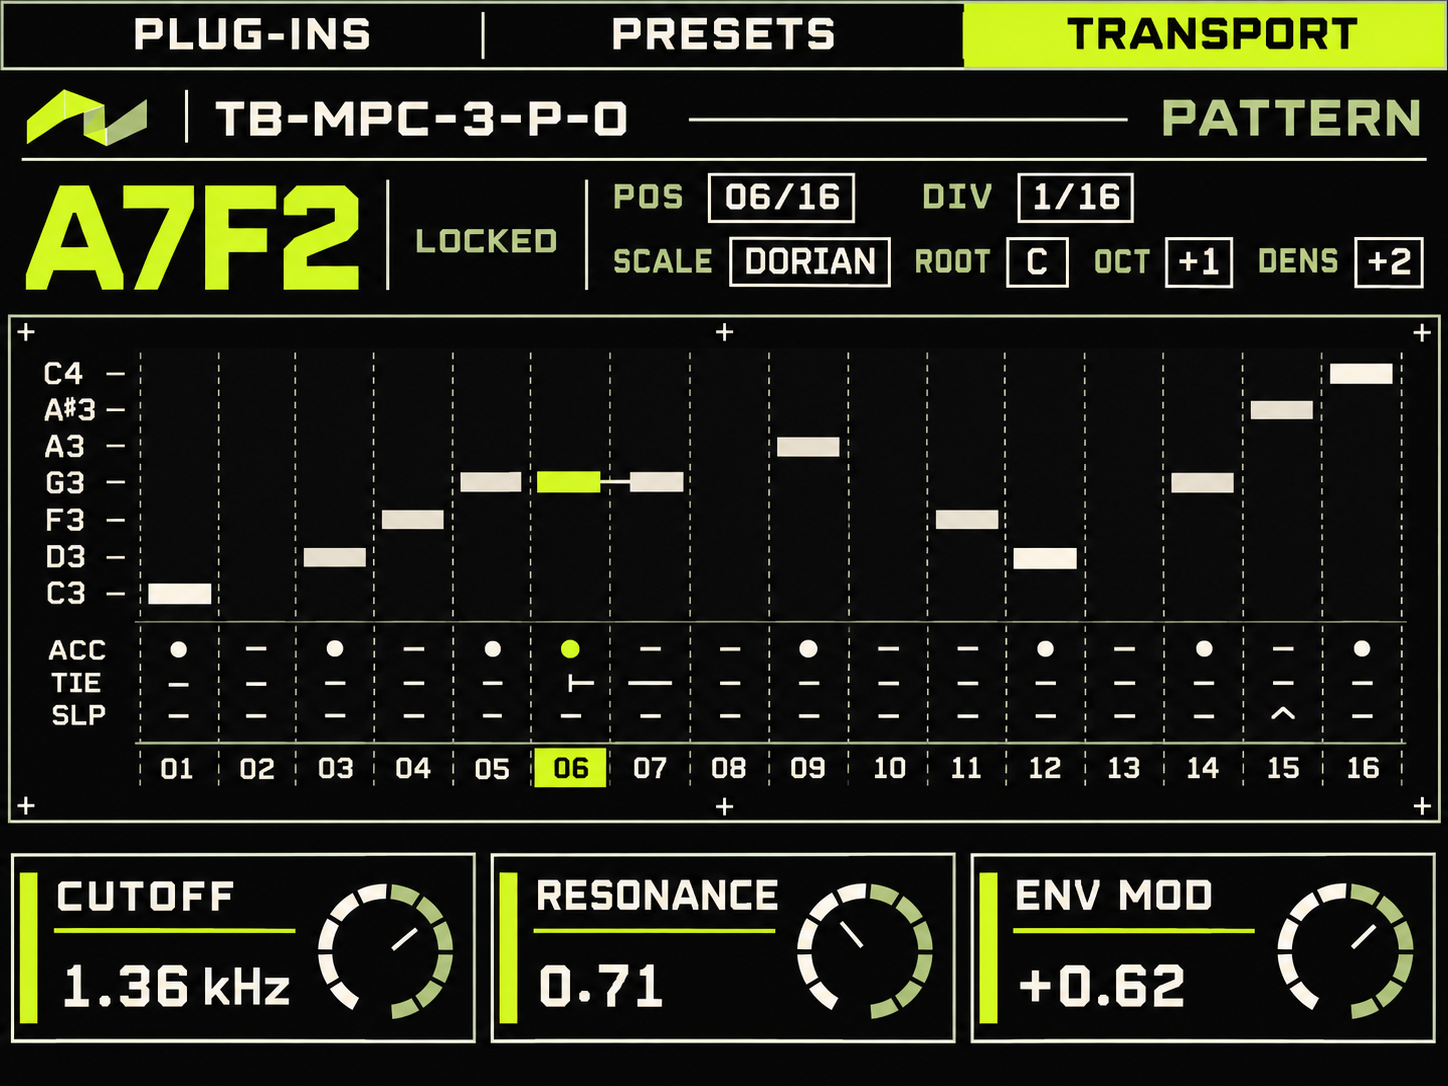 PLUG-INS PRESETS TRANSPORT
TB-MPC-3-P-O PATTERN
A7F2 LOCKED
POS 06/16 DIV 1/16
SCALE DORIAN ROOT C OCT +1 DENS +2
C4
A#3
A3
G3
F3
D3
C3
ACC
TIE
SLP
01 02 03 04 05 06 07 08 09 10 11 12 13 14 15 16
CUTOFF
1.36 kHz
RESONANCE
0.71
ENV MOD
+0.62